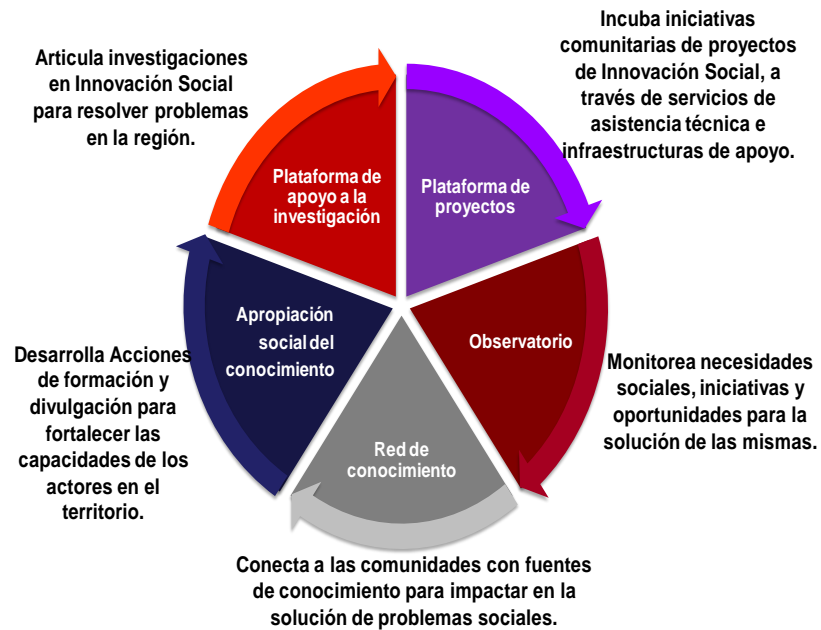 Articula investigaciones
en Innovación Social
para resolver problemas
en la región.
Incuba iniciativas
comunitarias de proyectos
de Innovación Social, a
través de servicios de
asistencia técnica e
infraestructuras de apoyo.
Plataforma de
apoyo a la
investigación
Plataforma de
proyectos
Apropiación
social del
conocimiento
Observatorio
Red de
conocimiento
Desarrolla Acciones
de formación y
divulgación para
fortalecer las
capacidades de los
actores en el
territorio.
Monitorea necesidades
sociales, iniciativas y
oportunidades para la
solución de las mismas.
Conecta a las comunidades con fuentes
de conocimiento para impactar en la
solución de problemas sociales.